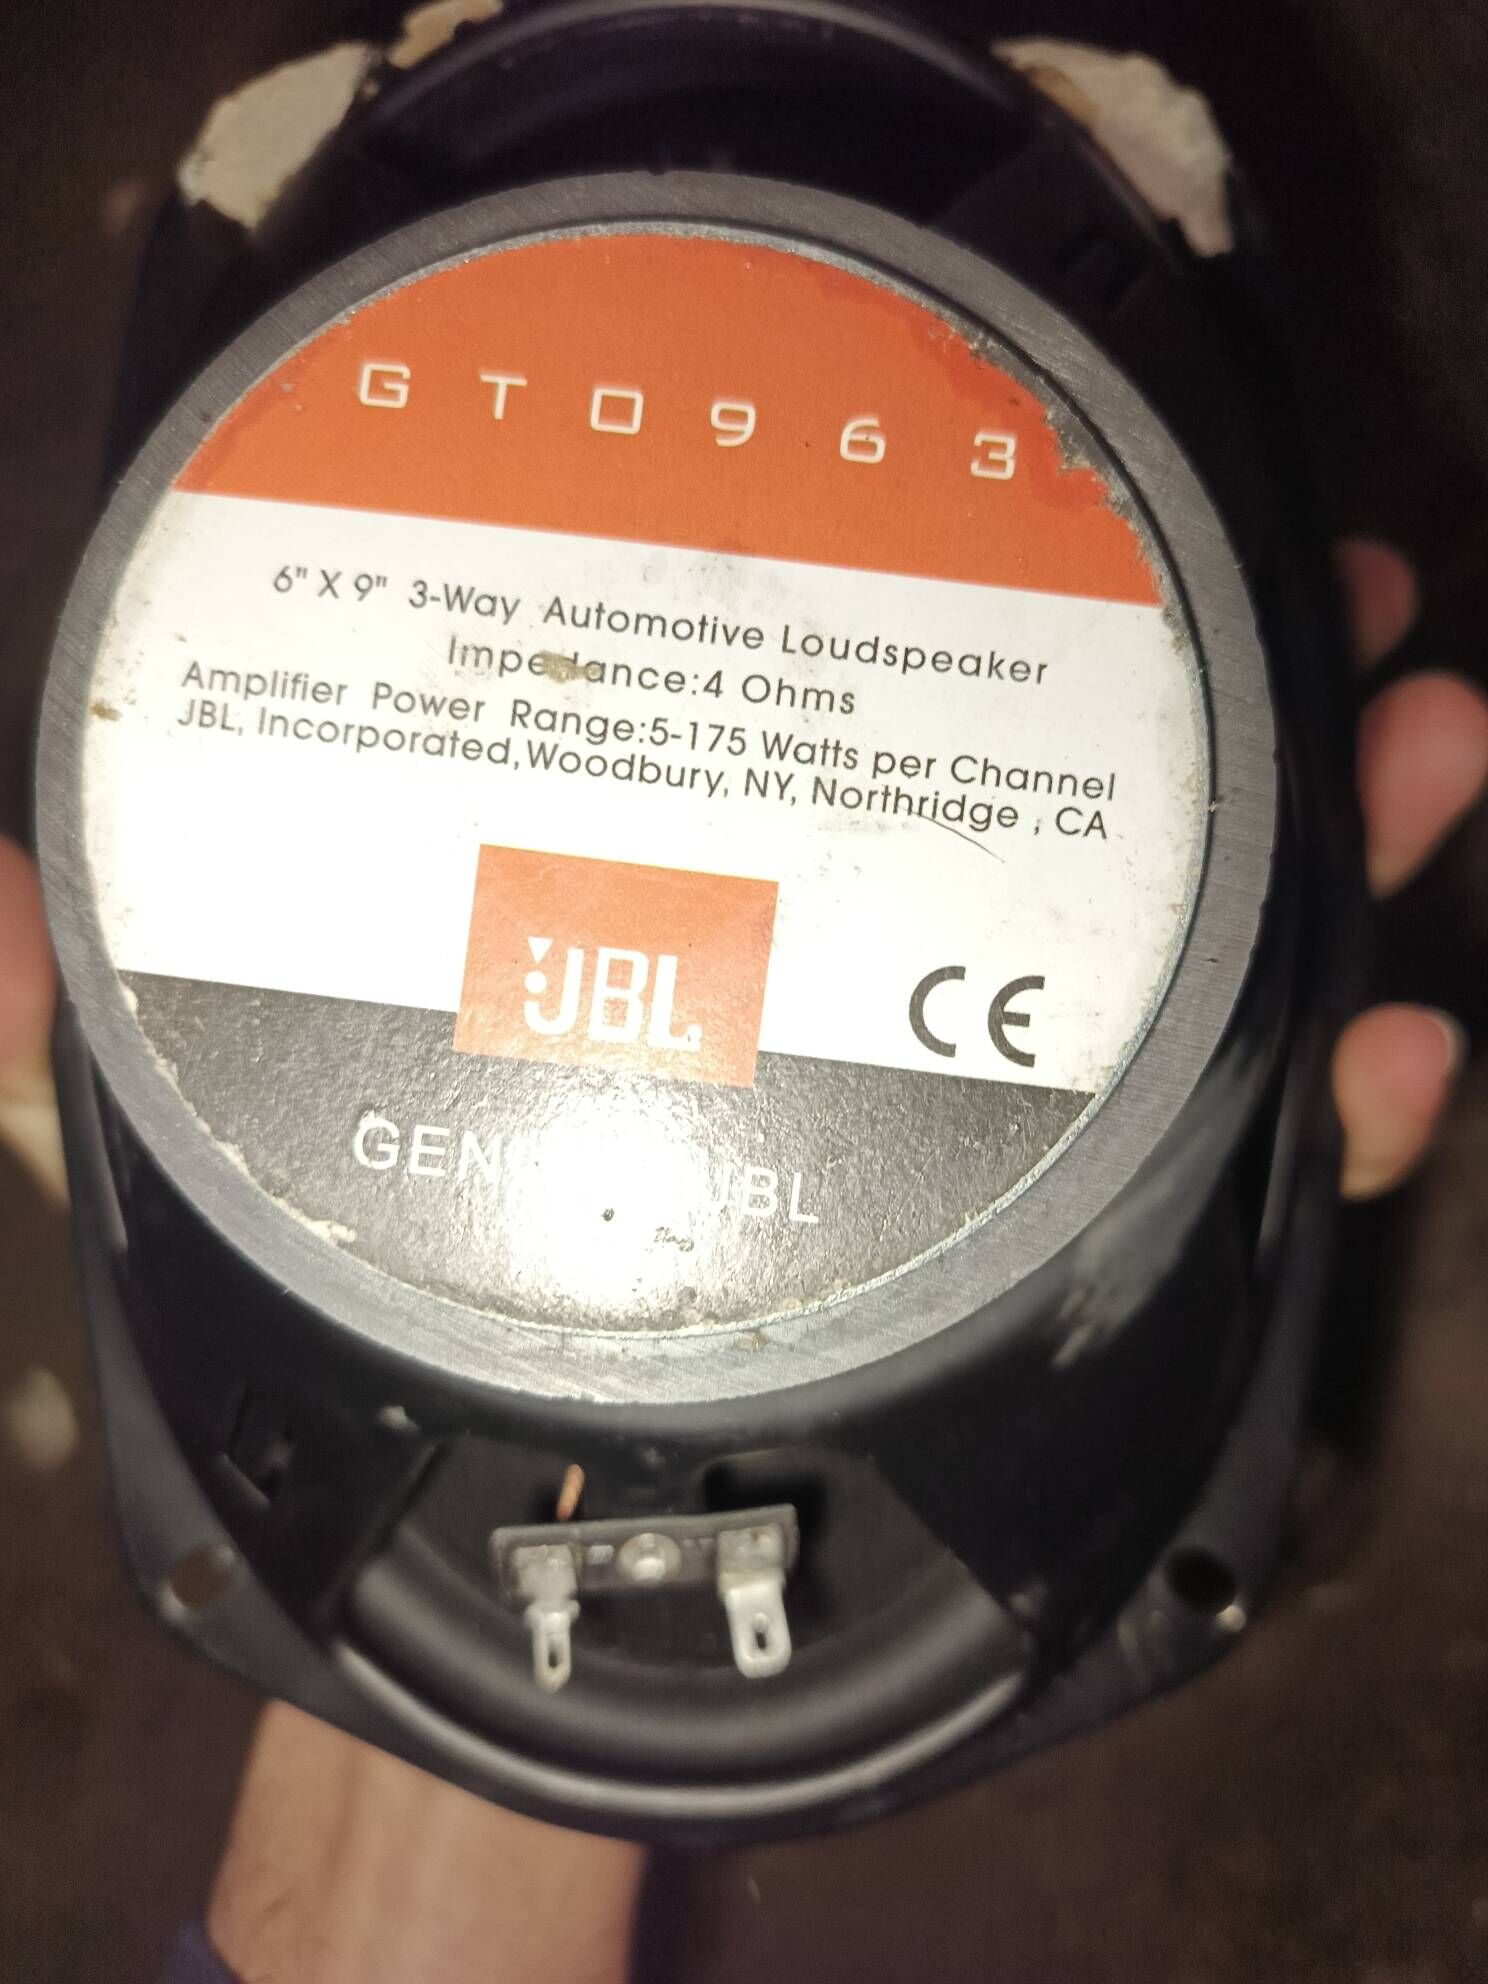 GTO963
6" X 9" 3-Way Automotive Loudspeaker
Impedance:4 Ohms
Amplifier Power Range:5-175 Watts per Channel
JBL, Incorporated, Woodbury, NY, Northridge , CA
JBL
CE
JBL